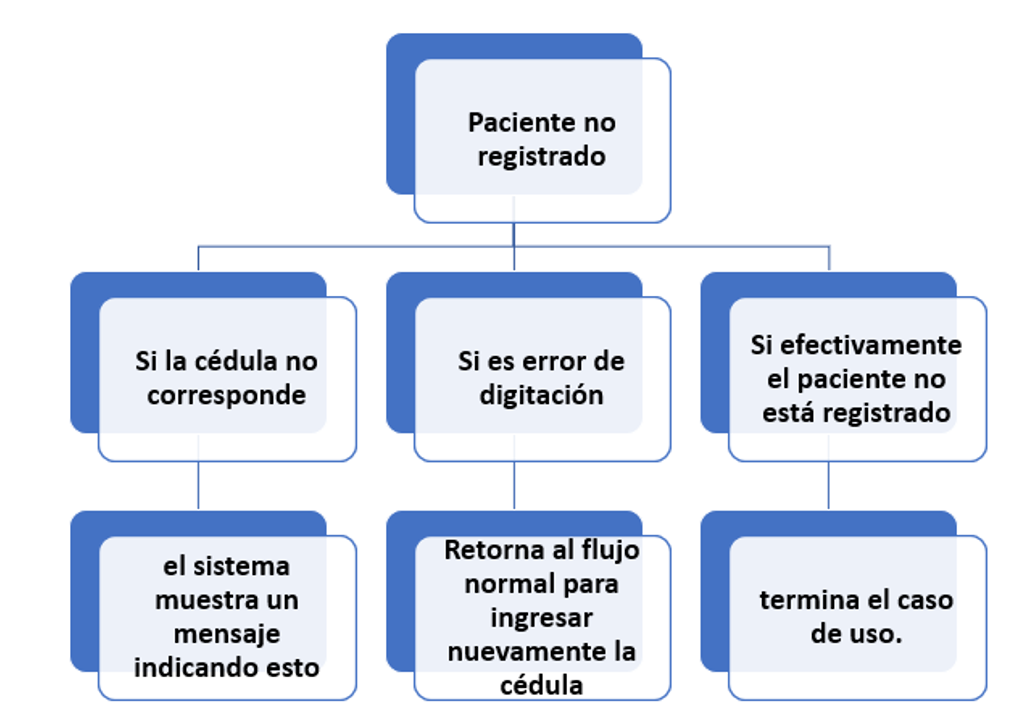 Paciente no
registrado
Si la cédula no
corresponde
Si es error de
digitación
Si efectivamente
el paciente no
está registrado
el sistema
muestra un
mensaje
indicando esto
Retorna al flujo
normal para
ingresar
nuevamente la
cédula
termina el caso
de uso.